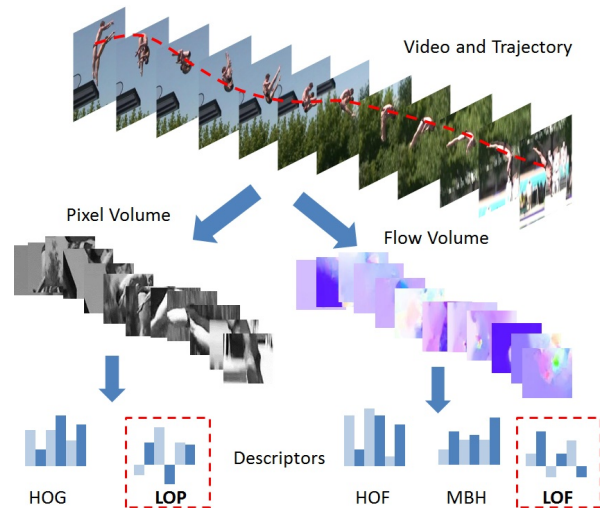 Video and Trajectory
Pixel Volume
Flow Volume
Descriptors
HOG
LOP
HOF
MBH
LOF